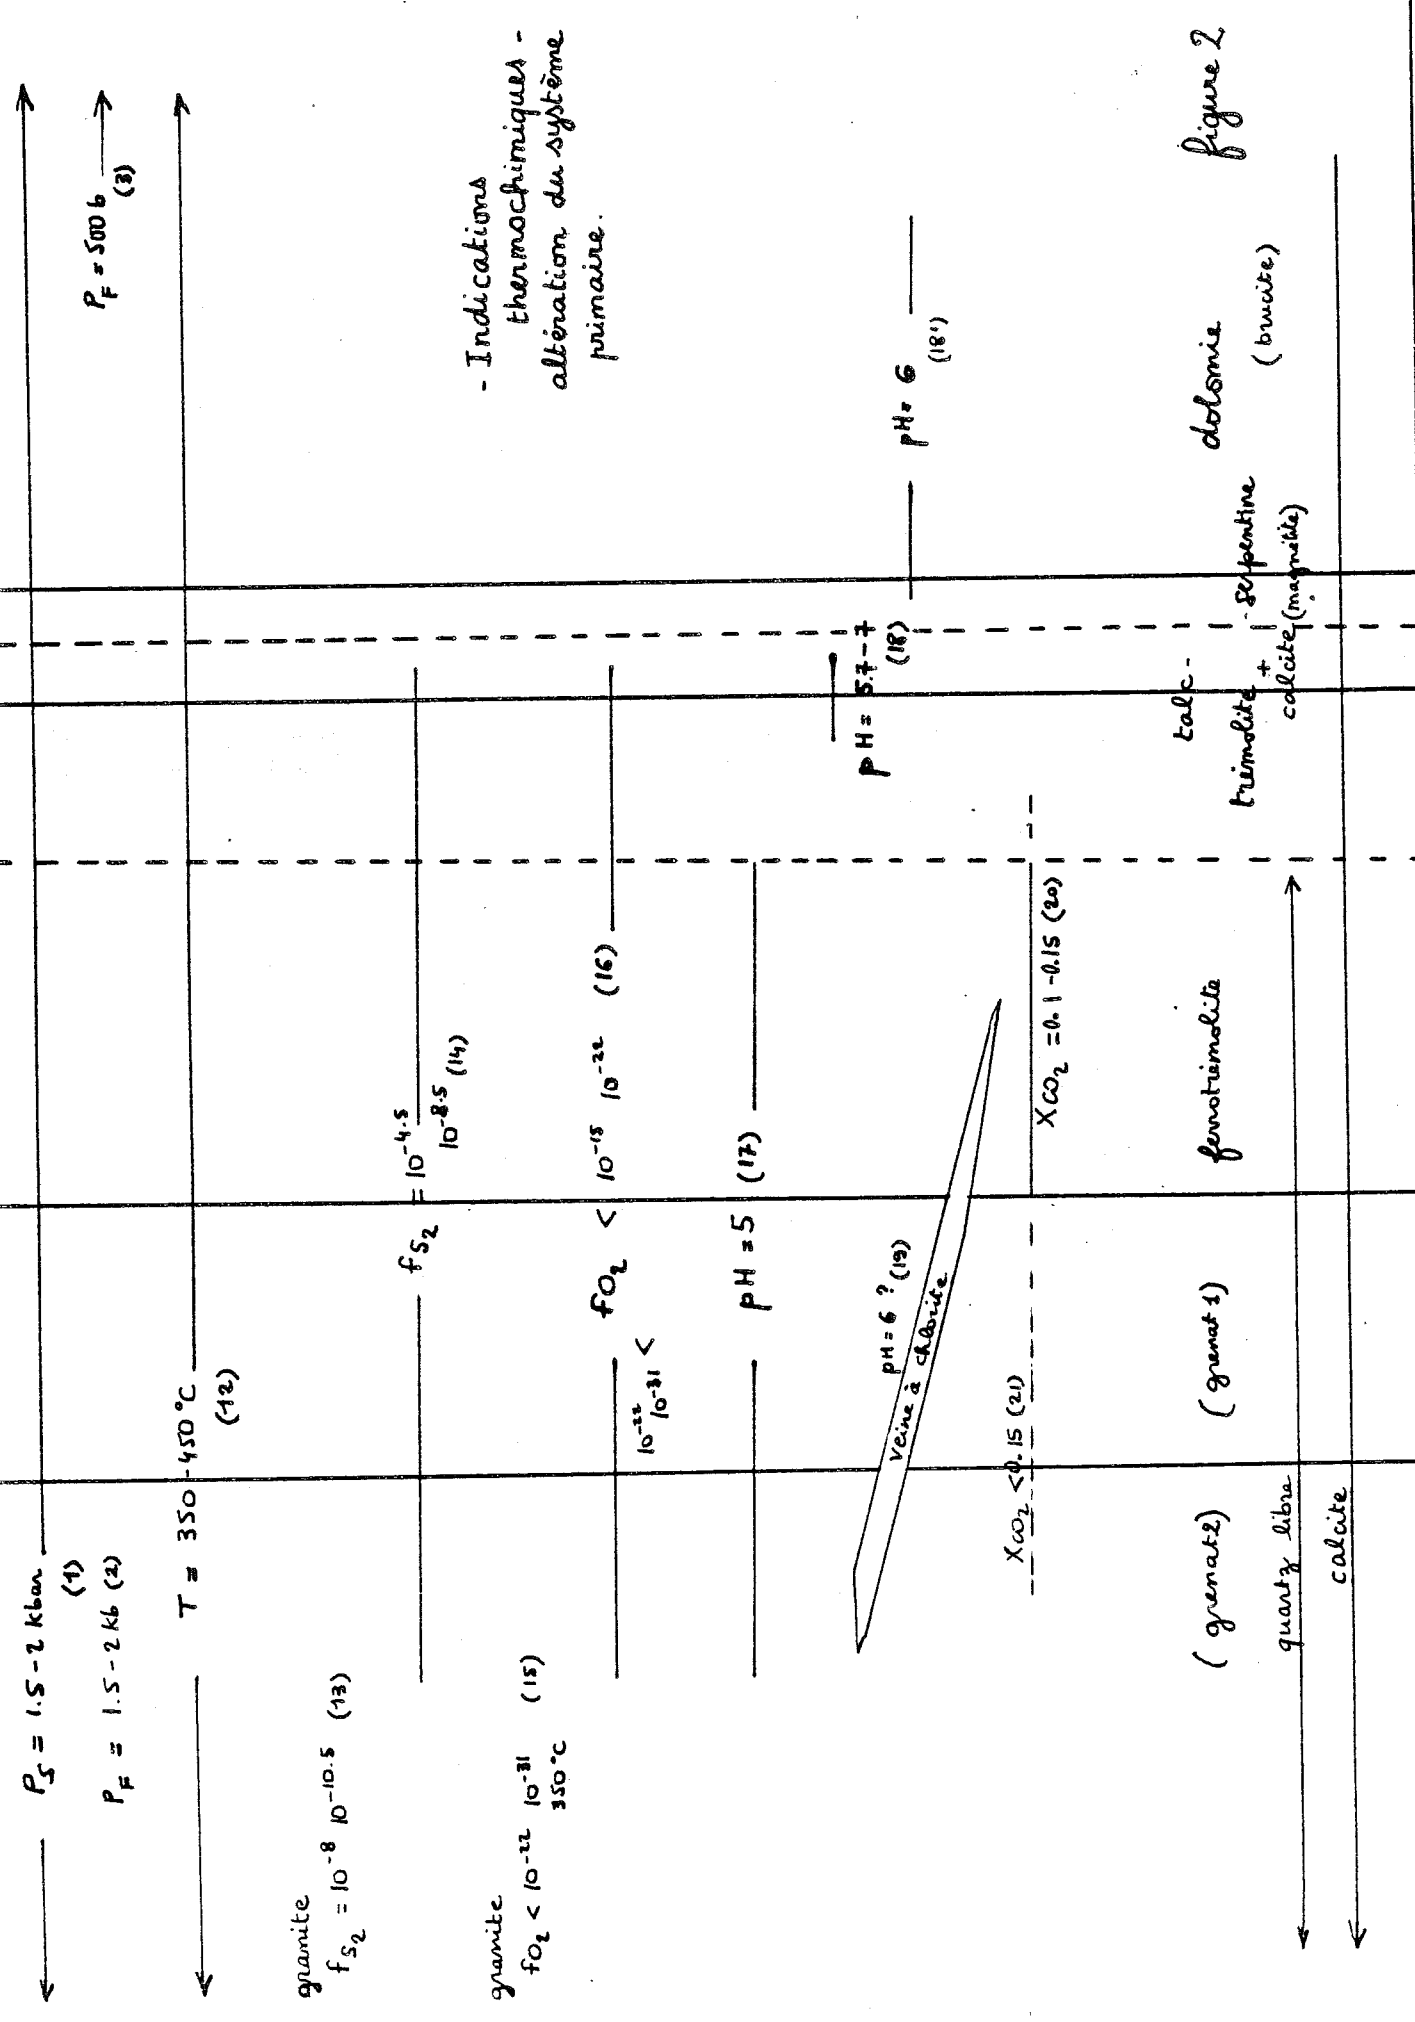 P_S = 1.5 - 2 kbar
(1)
P_F = 1.5 - 2 kb (2)
P_F = 500 b
(3)
T = 350 - 450 °C
(12)
granite
f_S2 = 10^-8 10^-10.5 (13)
f_S2 = 10^-4.5
10^-8.5 (14)
- Indications
thermochimiques -
altération du système
primaire.
granite
fO2 < 10^-22 10^-31 (15)
350 °C
fO2 < 10^-15 10^-22 (16)
10^-22 10^-31 <
pH = 5 (17)
pH = 5.7 - 7
(18)
pH = 6
(18')
pH = 6 ? (19)
veine à chlorite
XCO2 < 0.15 (21)
XCO2 = 0.1 - 0.15 (20)
(grenat 2)
(grenat 1)
ferrotrémolite
talc -
trémolite - serpentine
+
calcite (magnétite)
dolomie
(brucite)
figure 2
quartz libre
calcite